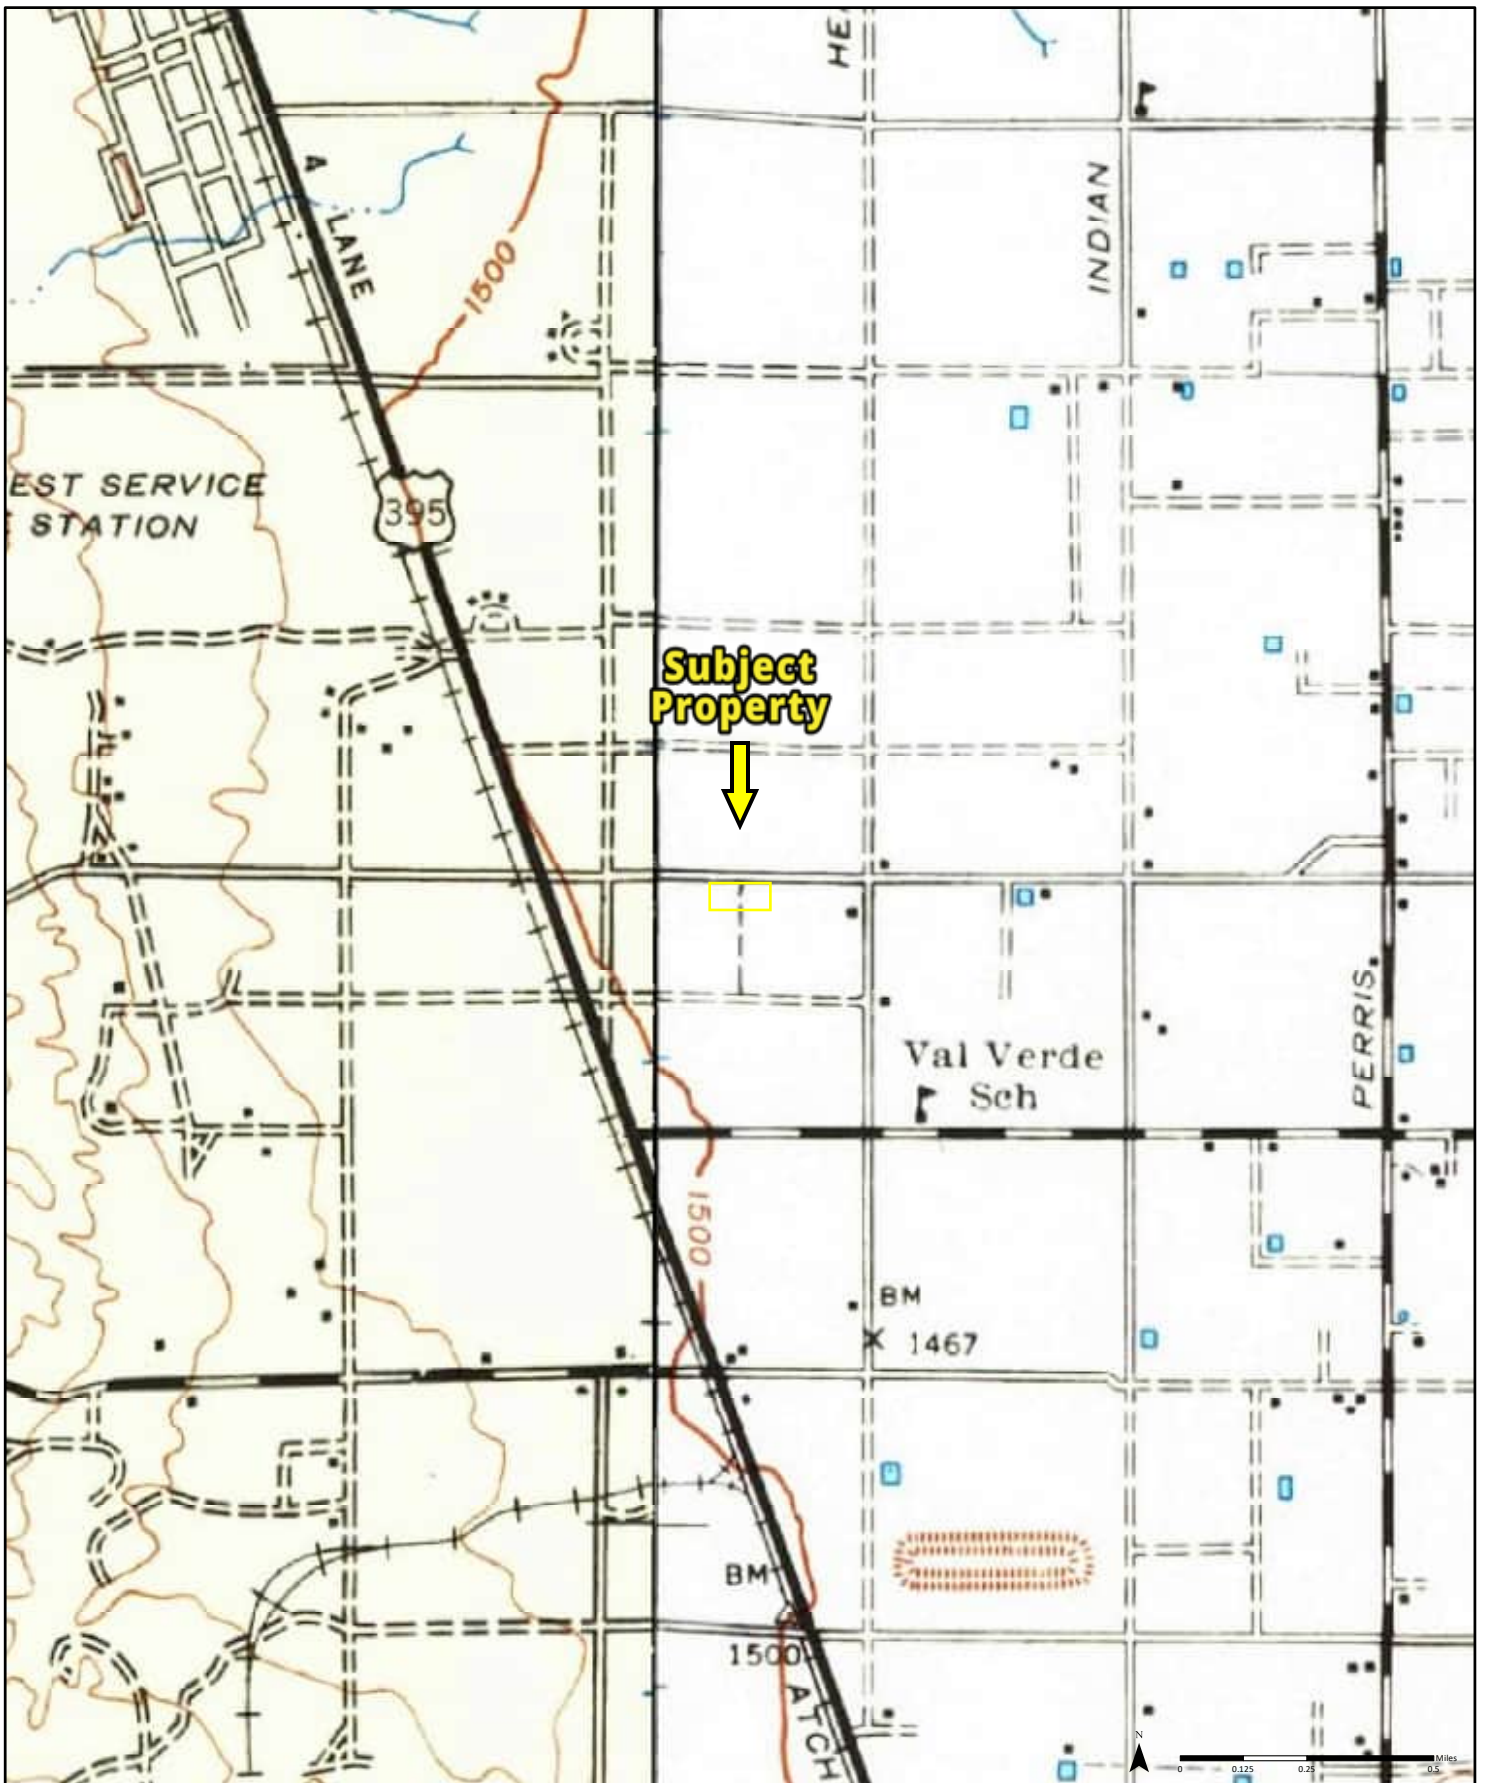 HE
4 LANE
INDIAN
1500
EST SERVICE
STATION
395
Subject
Property
PERRIS
Val Verde
Sch
1500
BM
1467
BM
1500
ATCH
N
Miles
0 0.125 0.25 0.5